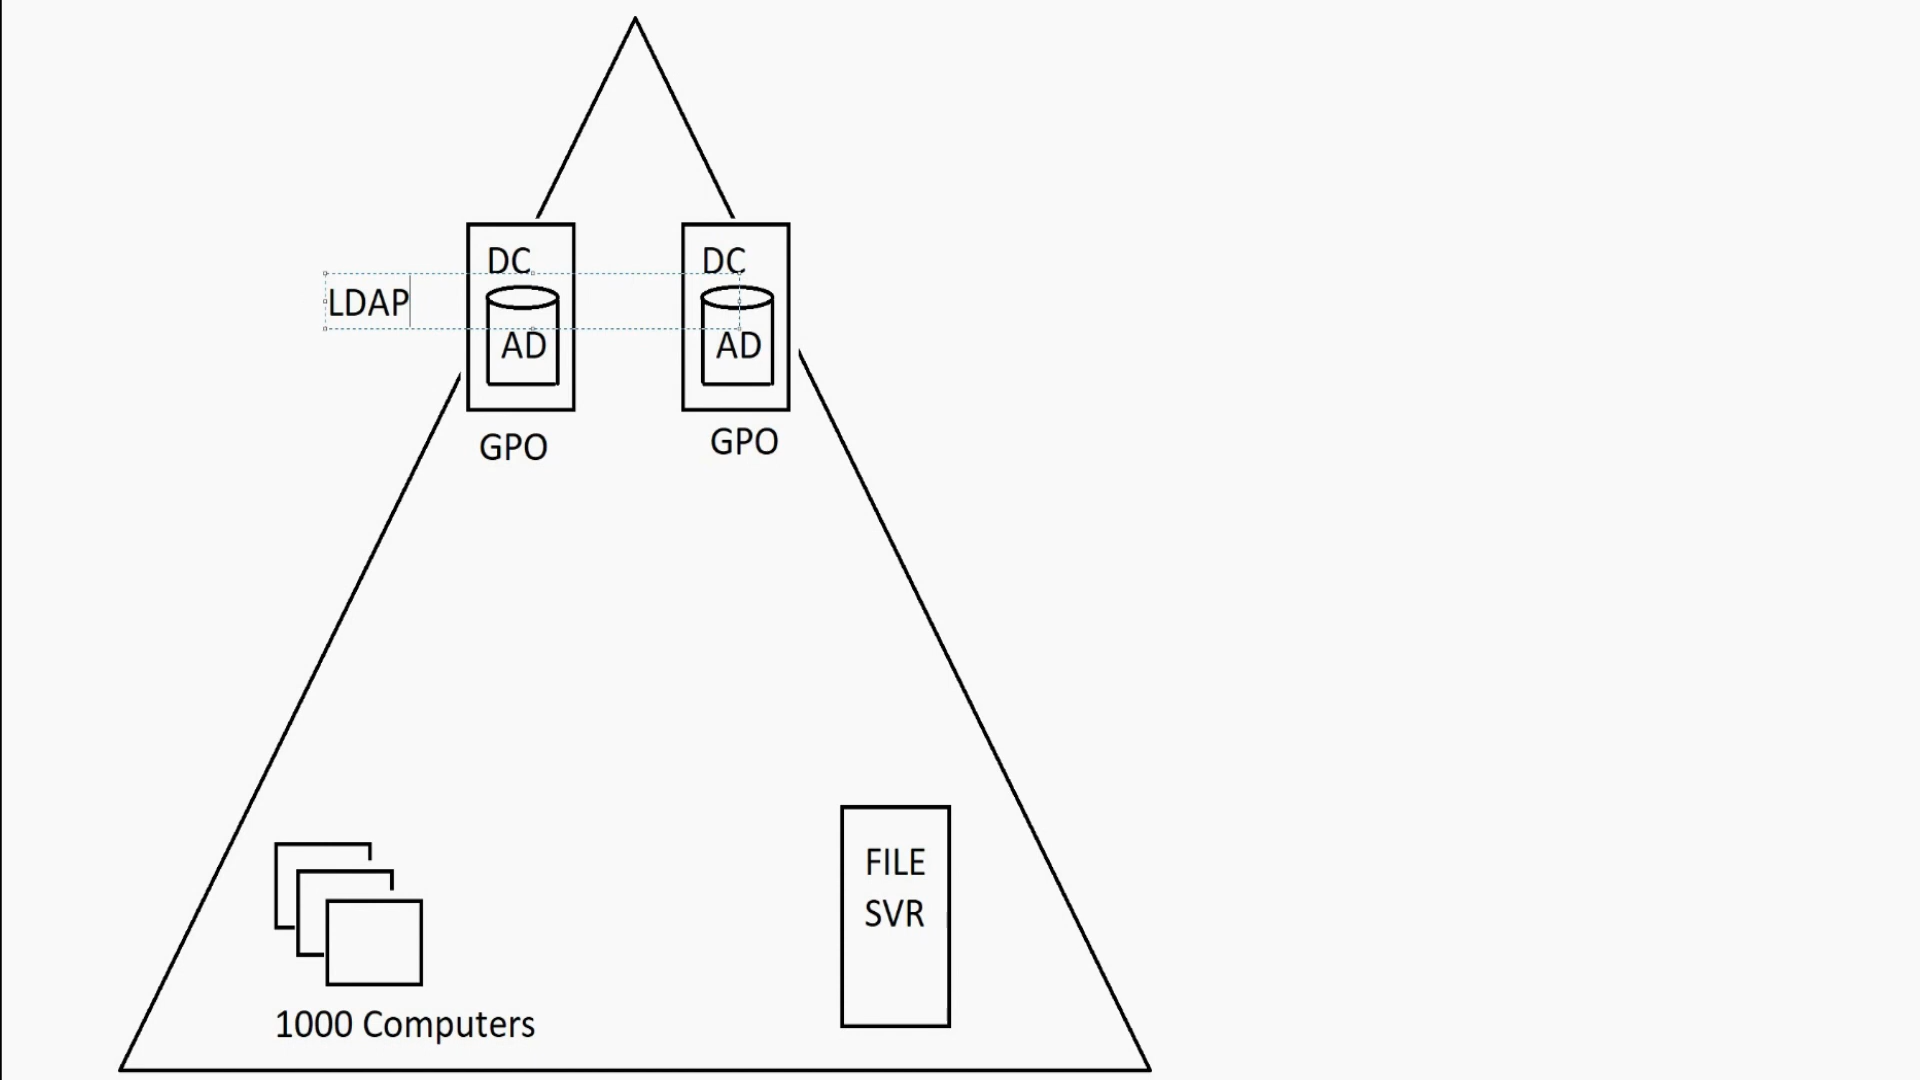 DC
DC
LDAP
AD
AD
GPO
GPO
FILE
SVR
1000 Computers